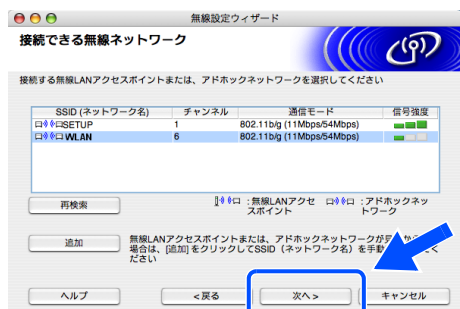 無線設定ウィザード
接続できる無線ネットワーク
接続する無線LANアクセスポイントまたは、アドホックネットワークを選択してください
SSID (ネットワーク名) チャンネル 通信モード 信号強度
SETUP 1 802.11b/g (11Mbps/54Mbps)
WLAN 6 802.11b/g (11Mbps/54Mbps)
再検索
:無線LANアクセ :アドホックネッ
スポイント トワーク
追加
無線LANアクセスポイントまたは、アドホックネットワークが
場合は、[追加]をクリックしてSSID（ネットワーク名）を手動
ださい
ヘルプ <戻る 次へ> キャンセル